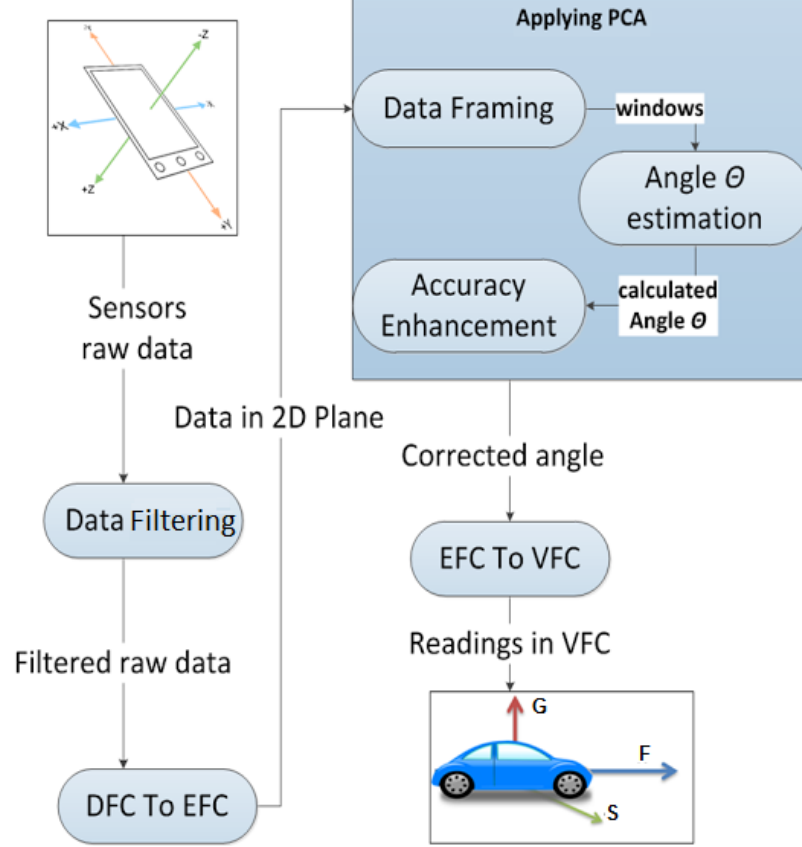 -Y
-Z
+X
-X
+Z
+Y
Sensors
raw data
Data Filtering
Filtered raw data
DFC To EFC
Data in 2D Plane
Applying PCA
Data Framing
windows
Angle Θ
estimation
calculated
Angle Θ
Accuracy
Enhancement
Corrected angle
EFC To VFC
Readings in VFC
G
F
S